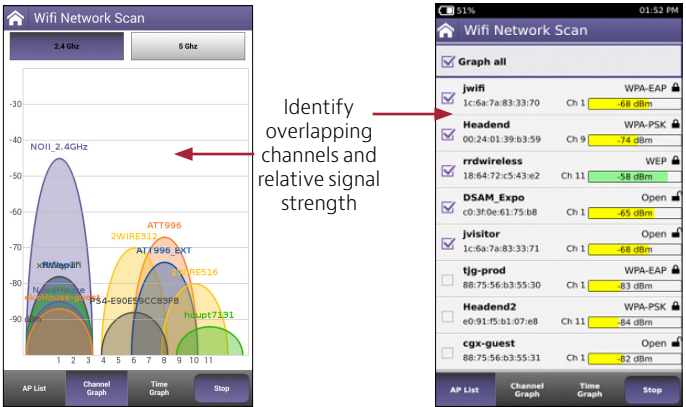 Wifi Network Scan
2.4 Ghz
5 Ghz
-30
-40
NOII_2.4GHz
-50
-60
ATT996
2WIRE312
-70
ATT996_EXT
-80
PS4-E90E59CC83F8
haupt7131
-90 dBm
1 2 3 4 5 6 7 8 9 10 11
AP List
Channel
Graph
Time
Graph
Stop
Identify
overlapping
channels and
relative signal
strength
51%
01:52 PM
Wifi Network Scan
Graph all
jwifi WPA-EAP
1c:6a:7a:83:33:70 Ch 1 -68 dBm
Headend WPA-PSK
00:24:01:39:b3:59 Ch 9 -74 dBm
rrdwireless WEP
18:64:72:c5:43:e2 Ch 11 -58 dBm
DSAM_Expo Open
c0:3f:0e:61:75:b8 Ch 1 -65 dBm
jvisitor Open
1c:6a:7a:83:33:71 Ch 1 -68 dBm
tjg-prod WPA-EAP
88:75:56:b3:55:30 Ch 1 -83 dBm
Headend2 WPA-PSK
e0:91:f5:b1:07:e8 Ch 11 -84 dBm
cgx-guest Open
88:75:56:b3:55:31 Ch 1 -82 dBm
AP List
Channel
Graph
Time
Graph
Stop